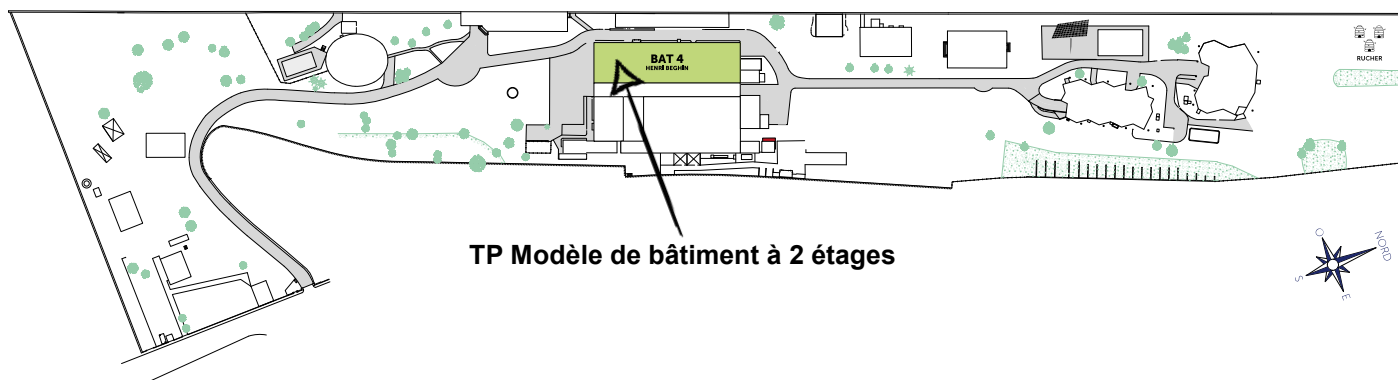 BAT 4
HENRI BEGHIN
RUCHER
TP Modèle de bâtiment à 2 étages
O
NORD
S
E